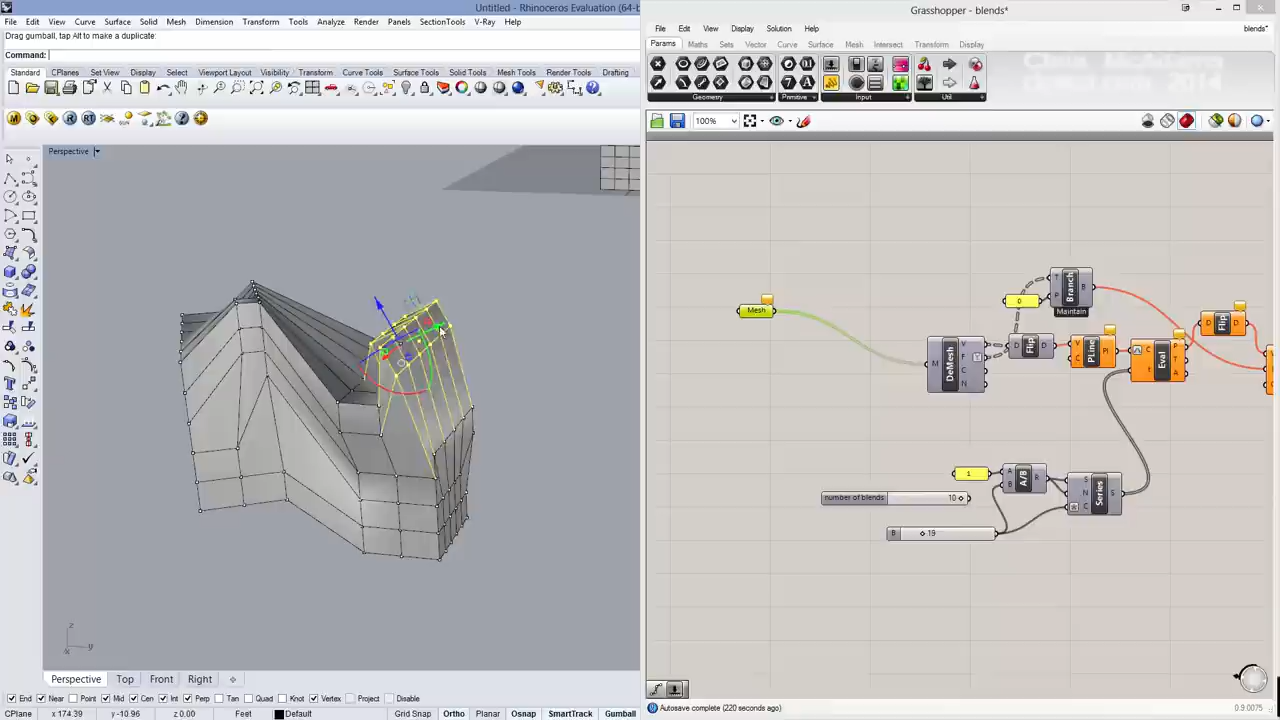 Untitled - Rhinoceros Evaluation (64-b
File Edit View Curve Surface Solid Mesh Dimension Transform Tools Analyze Render Panels SectionTools V-Ray Help
Drag gumball, tap Alt to make a duplicate:
Command:
Standard CPlanes Set View Display Select Viewport Layout Visibility Transform Curve Tools Surface Tools Solid Tools Mesh Tools Render Tools Drafting
Perspective
z
x y
Perspective Top Front Right
End Near Point Mid Cen Int Perp Tan Quad Knot Vertex Project Disable
CPlane x 174.39 y -10.96 z 0.00 Feet Default Grid Snap Ortho Planar Osnap SmartTrack Gumball
Grasshopper - blends*
File Edit View Display Solution Help blends*
Params Maths Sets Vector Curve Surface Mesh Intersect Transform Display
Geometry Primitive Input Util
100%
Mesh
DeMesh
M
V
F
C
N
0
T
P
Branch
B
Maintain
D
Flip
D
V
C
PLine
Pl
t
Eval
P
T
A
D
Flip
D
1
A
B
A/B
R
S
N
C
Series
S
number of blends 10
B 19
Autosave complete (220 seconds ago)
0.9.0075